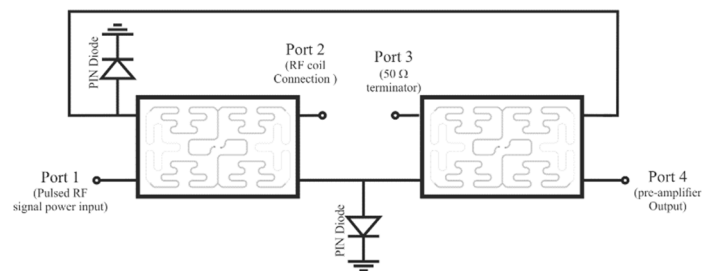 PIN Diode
Port 2
(RF coil
Connection )
Port 3
(50 Ω
terminator)
Port 1
(Pulsed RF
signal power input)
PIN Diode
Port 4
(pre-amplifier
Output)